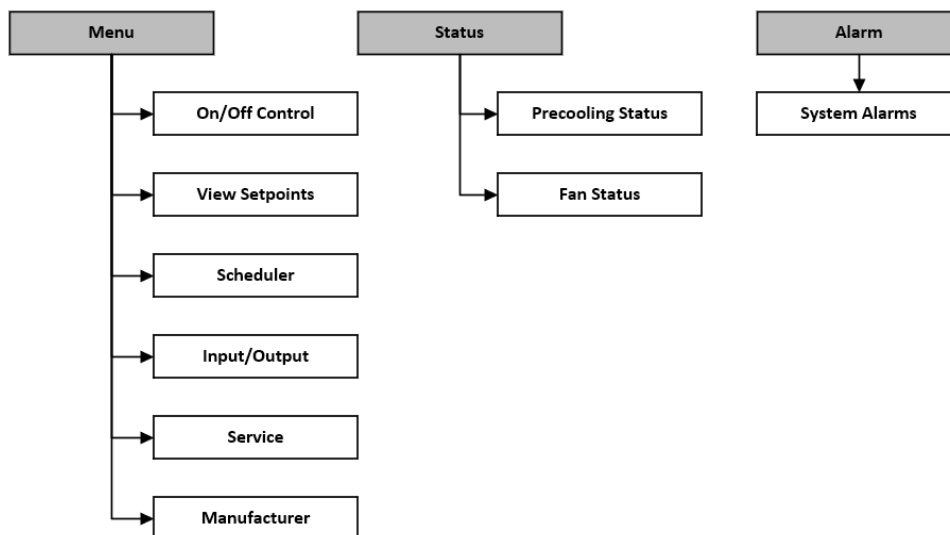 Menu
Status
Alarm
On/Off Control
Precooling Status
System Alarms
View Setpoints
Fan Status
Scheduler
Input/Output
Service
Manufacturer